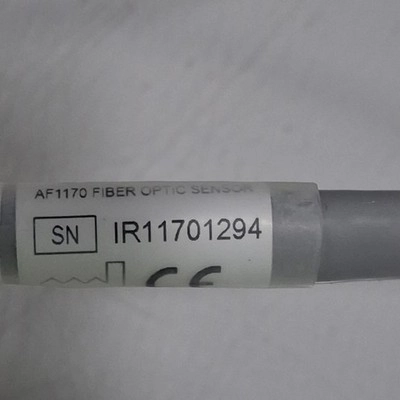 AF1170 FIBER OPTIC SENSOR
SN IR11701294
CE